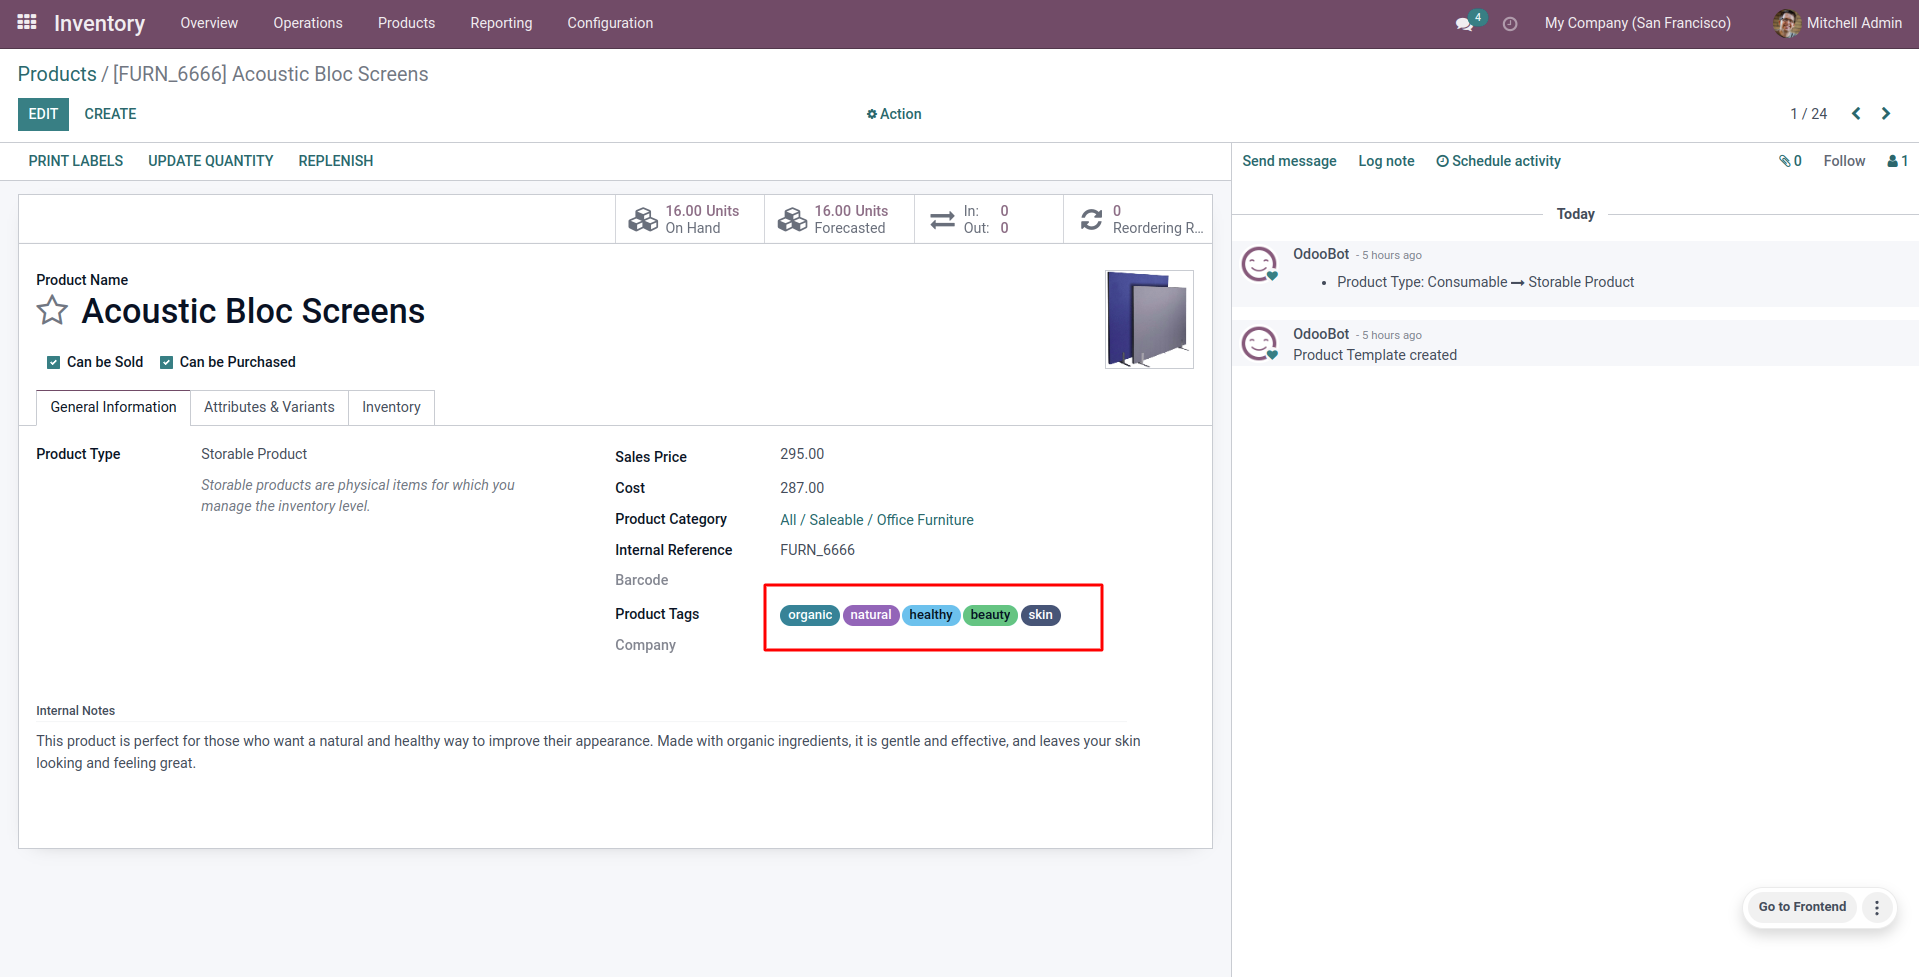 Inventory Overview Operations Products Reporting Configuration 4 My Company (San Francisco) Mitchell Admin
Products / [FURN_6666] Acoustic Bloc Screens
EDIT CREATE Action 1 / 24
PRINT LABELS UPDATE QUANTITY REPLENISH
Send message Log note Schedule activity 0 Follow 1
16.00 Units
On Hand
16.00 Units
Forecasted
In: 0
Out: 0
0
Reordering R...
Product Name
Acoustic Bloc Screens
Can be Sold Can be Purchased
General Information Attributes & Variants Inventory
Product Type Storable Product
Storable products are physical items for which you
manage the inventory level.
Sales Price 295.00
Cost 287.00
Product Category All / Saleable / Office Furniture
Internal Reference FURN_6666
Barcode
Product Tags organic natural healthy beauty skin
Company
Internal Notes
This product is perfect for those who want a natural and healthy way to improve their appearance. Made with organic ingredients, it is gentle and effective, and leaves your skin
looking and feeling great.
Today
OdooBot - 5 hours ago
• Product Type: Consumable → Storable Product
OdooBot - 5 hours ago
Product Template created
Go to Frontend